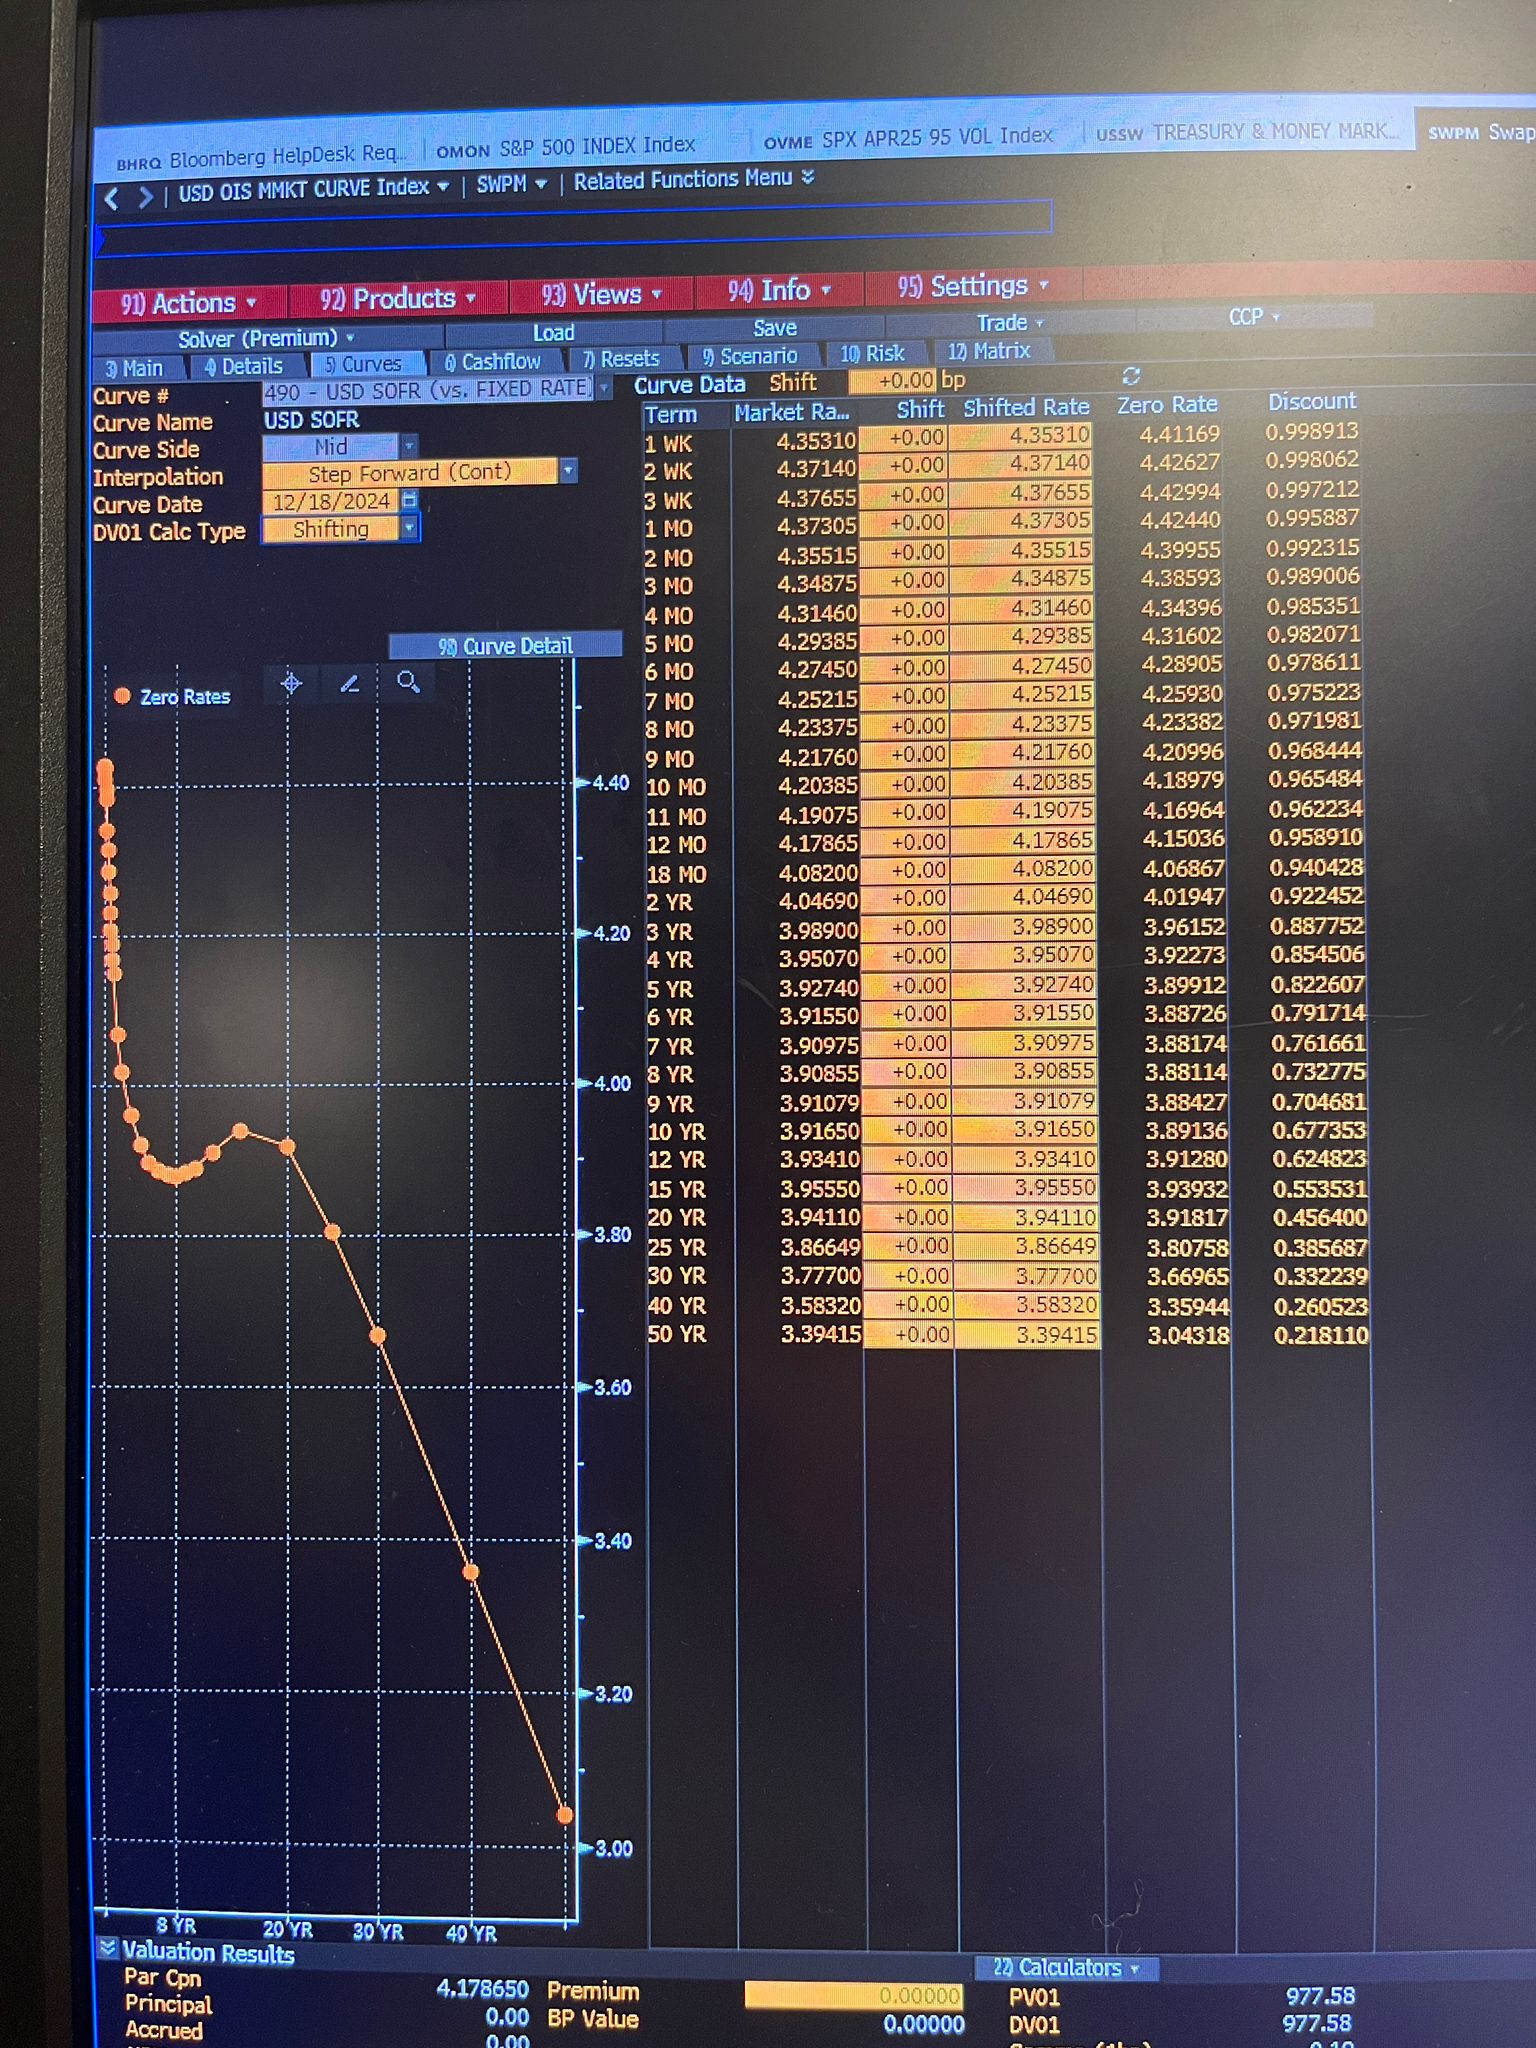 BHRQ Bloomberg HelpDesk Req... OMON S&P 500 INDEX Index OVME SPX APR25 95 VOL Index USSW TREASURY & MONEY MARK... SWPM Swap
USD OIS MMKT CURVE Index SWPM Related Functions Menu
91) Actions 92) Products 93) Views 94) Info 95) Settings
Solver (Premium) Load Save Trade CCP
3) Main 4) Details 5) Curves 6) Cashflow 7) Resets 9) Scenario 10) Risk 12) Matrix
Curve # 490 - USD SOFR (vs. FIXED RATE)
Curve Name USD SOFR
Curve Side Mid
Interpolation Step Forward (Cont)
Curve Date 12/18/2024
DV01 Calc Type Shifting
98) Curve Detail
Zero Rates
4.40
4.20
4.00
3.80
3.60
3.40
3.20
3.00
8 YR 20 YR 30 YR 40 YR
Curve Data Shift +0.00 bp
Term Market Ra... Shift Shifted Rate Zero Rate Discount
1 WK 4.35310 +0.00 4.35310 4.41169 0.998913
2 WK 4.37140 +0.00 4.37140 4.42627 0.998062
3 WK 4.37655 +0.00 4.37655 4.42994 0.997212
1 MO 4.37305 +0.00 4.37305 4.42440 0.995887
2 MO 4.35515 +0.00 4.35515 4.39955 0.992315
3 MO 4.34875 +0.00 4.34875 4.38593 0.989006
4 MO 4.31460 +0.00 4.31460 4.34396 0.985351
5 MO 4.29385 +0.00 4.29385 4.31602 0.982071
6 MO 4.27450 +0.00 4.27450 4.28905 0.978611
7 MO 4.25215 +0.00 4.25215 4.25930 0.975223
8 MO 4.23375 +0.00 4.23375 4.23382 0.971981
9 MO 4.21760 +0.00 4.21760 4.20996 0.968444
10 MO 4.20385 +0.00 4.20385 4.18979 0.965484
11 MO 4.19075 +0.00 4.19075 4.16964 0.962234
12 MO 4.17865 +0.00 4.17865 4.15036 0.958910
18 MO 4.08200 +0.00 4.08200 4.06867 0.940428
2 YR 4.04690 +0.00 4.04690 4.01947 0.922452
3 YR 3.98900 +0.00 3.98900 3.96152 0.887752
4 YR 3.95070 +0.00 3.95070 3.92273 0.854506
5 YR 3.92740 +0.00 3.92740 3.89912 0.822607
6 YR 3.91550 +0.00 3.91550 3.88726 0.791714
7 YR 3.90975 +0.00 3.90975 3.88174 0.761661
8 YR 3.90855 +0.00 3.90855 3.88114 0.732775
9 YR 3.91079 +0.00 3.91079 3.88427 0.704681
10 YR 3.91650 +0.00 3.91650 3.89136 0.677353
12 YR 3.93410 +0.00 3.93410 3.91280 0.624823
15 YR 3.95550 +0.00 3.95550 3.93932 0.553531
20 YR 3.94110 +0.00 3.94110 3.91817 0.456400
25 YR 3.86649 +0.00 3.86649 3.80758 0.385687
30 YR 3.77700 +0.00 3.77700 3.66965 0.332239
40 YR 3.58320 +0.00 3.58320 3.35944 0.260523
50 YR 3.39415 +0.00 3.39415 3.04318 0.218110
Valuation Results 22) Calculators
Par Cpn 4.178650 Premium 0.00000 PV01 977.58
Principal 0.00 BP Value 0.00000 DV01 977.58
Accrued 0.00